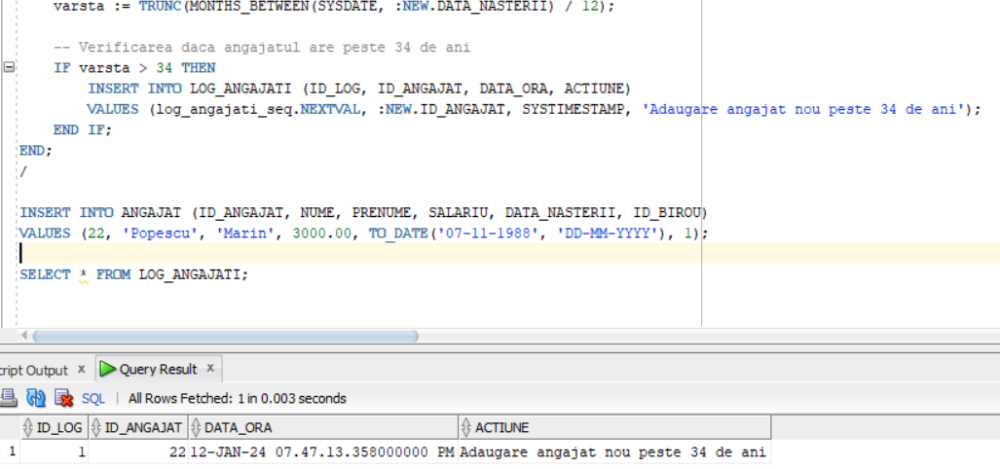 varsta := TRUNC(MONTHS_BETWEEN(SYSDATE, :NEW.DATA_NASTERII) / 12);
-- Verificarea daca angajatul are peste 34 de ani
IF varsta > 34 THEN
INSERT INTO LOG_ANGAJATI (ID_LOG, ID_ANGAJAT, DATA_ORA, ACTIUNE)
VALUES (log_angajati_seq.NEXTVAL, :NEW.ID_ANGAJAT, SYSTIMESTAMP, 'Adaugare angajat nou peste 34 de ani');
END IF;
END;
/
INSERT INTO ANGAJAT (ID_ANGAJAT, NUME, PRENUME, SALARIU, DATA_NASTERII, ID_BIROU)
VALUES (22, 'Popescu', 'Marin', 3000.00, TO_DATE('07-11-1988', 'DD-MM-YYYY'), 1);
SELECT * FROM LOG_ANGAJATI;
cript Output x Query Result x
SQL | All Rows Fetched: 1 in 0.003 seconds
ID_LOG ID_ANGAJAT DATA_ORA ACTIUNE
1 1 22 12-JAN-24 07.47.13.358000000 PM Adaugare angajat nou peste 34 de ani